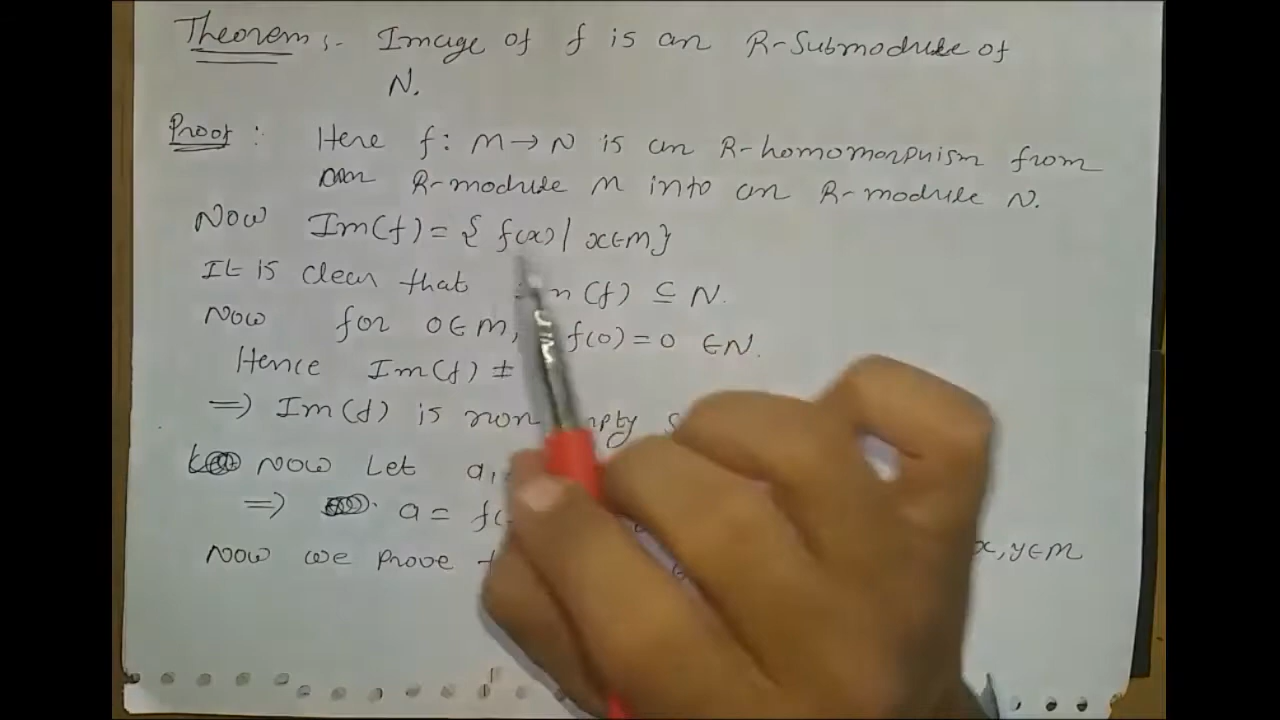 Theorem :- Image of f is an R-Submodule of
N.
Proof : Here f: M → N is an R-homomorphism from
an R-module M into an R-module N.
Now Im(f) = { f(x) | x∈M }
It is clear that (f) ⊆ N.
Now for 0∈M, f(0) = 0 ∈N.
Hence Im(f) ≠
⇒ Im(f) is non
Now Let a,
⇒ a = f(
x, y∈M
Now we prove